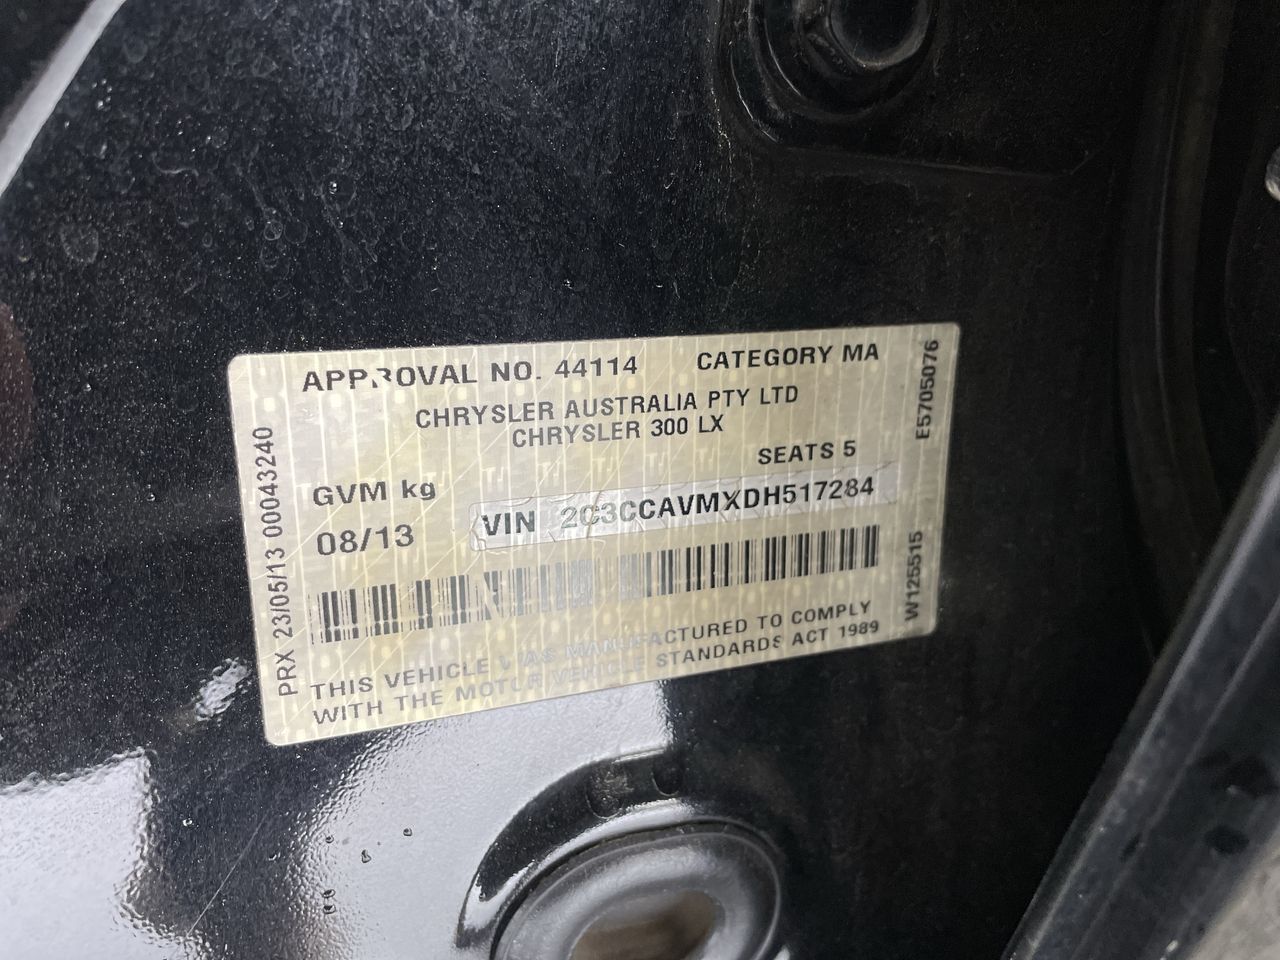 APPROVAL NO. 44114 CATEGORY MA
CHRYSLER AUSTRALIA PTY LTD
CHRYSLER 300 LX
SEATS 5
GVM kg
08/13
VIN 2C3CCAVMXDH517284
THIS VEHICLE WAS MANUFACTURED TO COMPLY
WITH THE MOTOR VEHICLE STANDARDS ACT 1989
PRX 23/05/13 00043240
E5705076
W125515